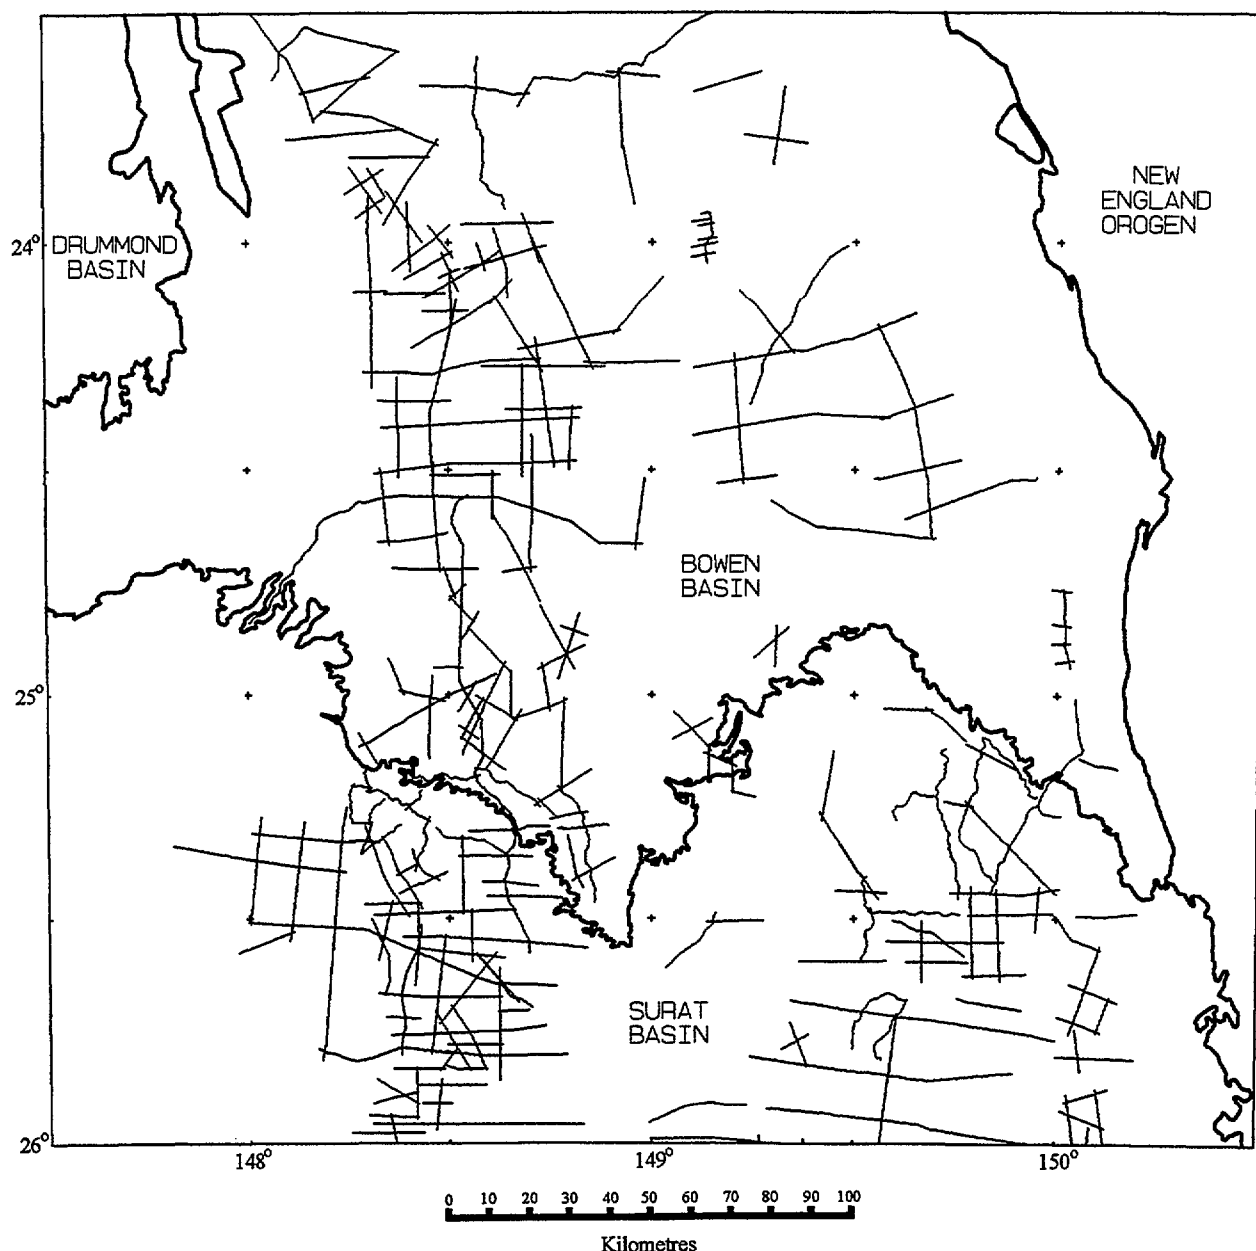 NEW
ENGLAND
OROGEN
24°
DRUMMOND
BASIN
BOWEN
BASIN
25°
SURAT
BASIN
26°
148°
149°
150°
0 10 20 30 40 50 60 70 80 90 100
Kilometres